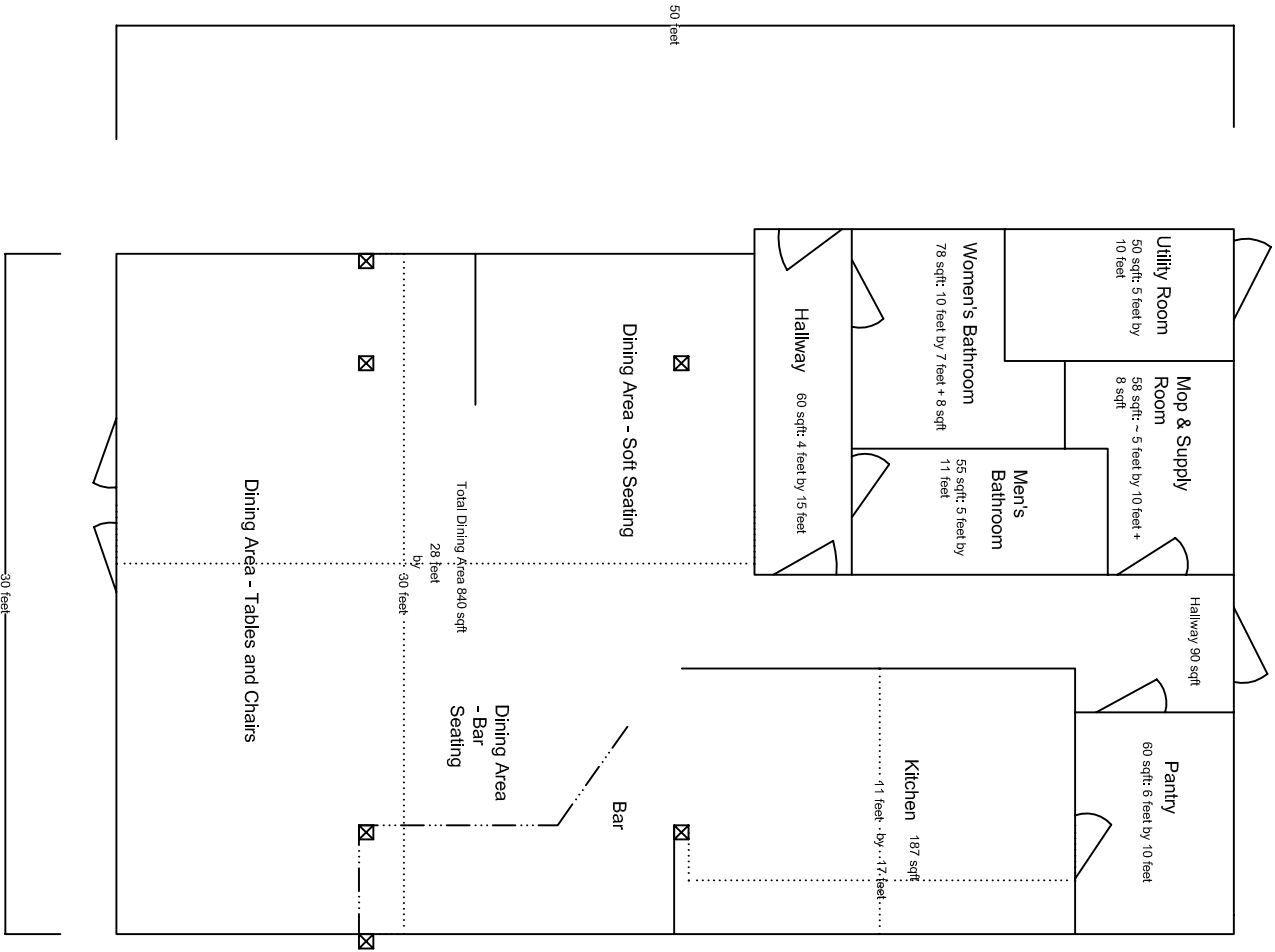 50 feet
30 feet
Utility Room
50 sqft: 5 feet by
10 feet
Mop & Supply
Room
58 sqft: ~ 5 feet by 10 feet +
8 sqft
Hallway 90 sqft
Pantry
60 sqft: 6 feet by 10 feet
Women's Bathroom
78 sqft: 10 feet by 7 feet + 8 sqft
Men's
Bathroom
55 sqft: 5 feet by
11 feet
Kitchen 187 sqft
11 feet by 17 feet
Hallway 60 sqft: 4 feet by 15 feet
Dining Area - Soft Seating
Bar
Dining Area
- Bar
Seating
Total Dining Area 840 sqft
28 feet
by
30 feet
Dining Area - Tables and Chairs